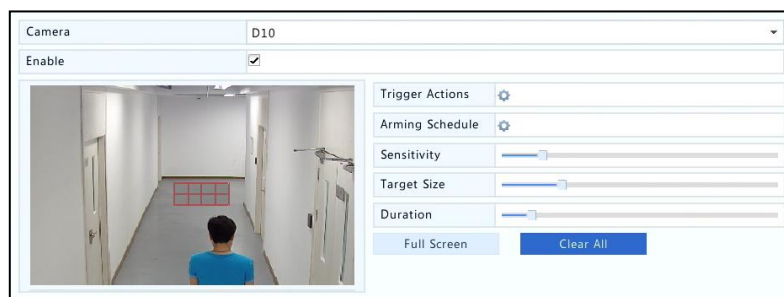 Camera D10
Enable
Trigger Actions
Arming Schedule
Sensitivity
Target Size
Duration
Full Screen Clear All